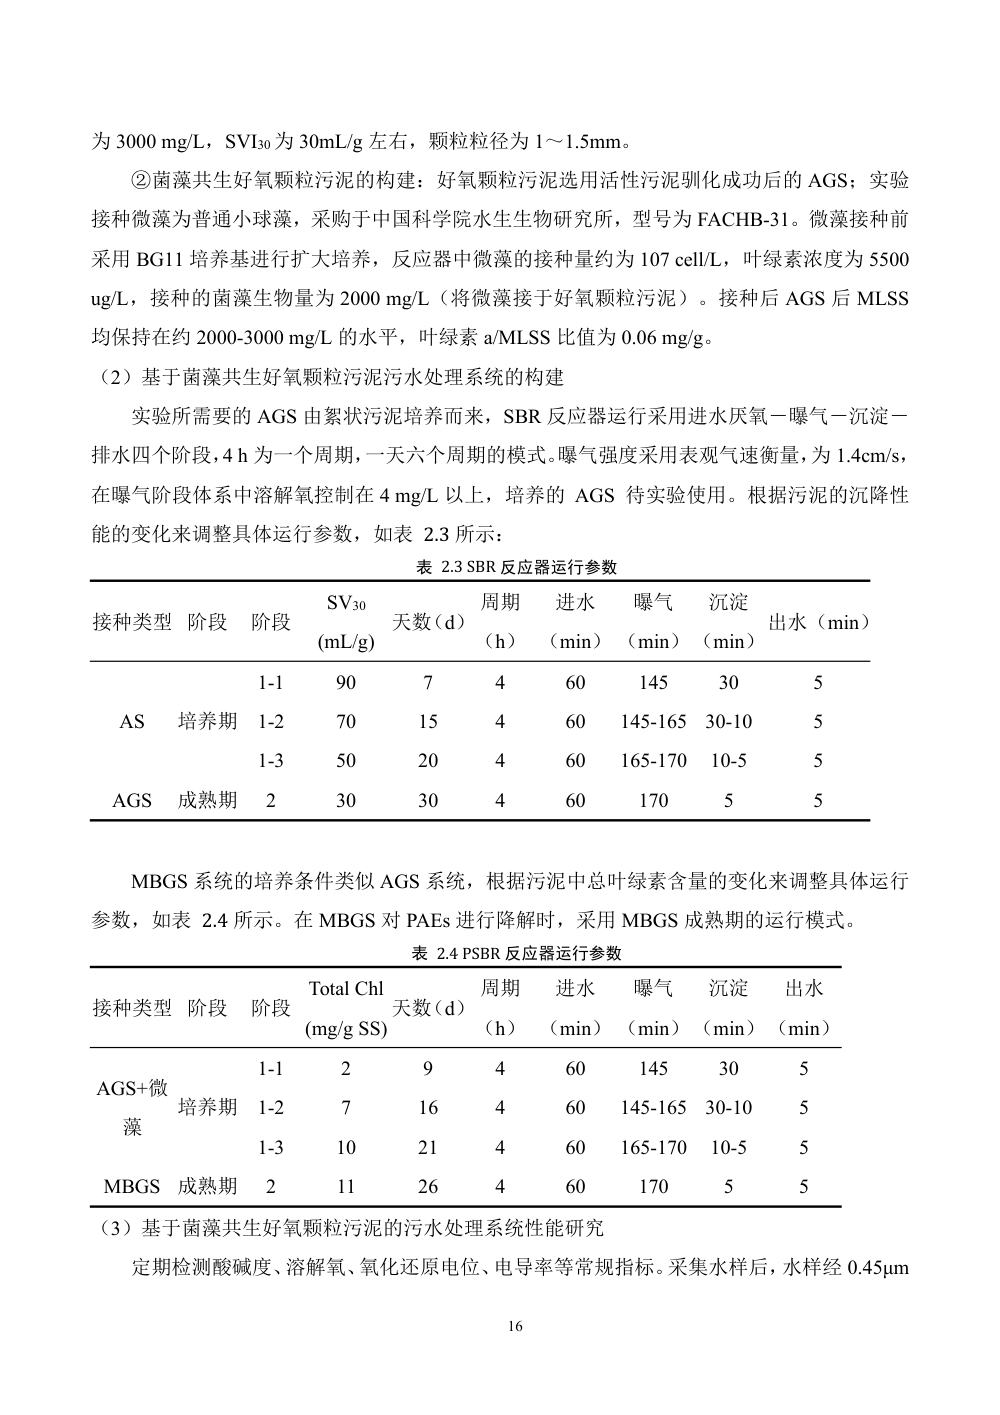 为 3000 mg/L，SVI30 为 30mL/g 左右，颗粒粒径为 1～1.5mm。
②菌藻共生好氧颗粒污泥的构建：好氧颗粒污泥选用活性污泥驯化成功后的 AGS；实验
接种微藻为普通小球藻，采购于中国科学院水生生物研究所，型号为 FACHB-31。微藻接种前
采用 BG11 培养基进行扩大培养，反应器中微藻的接种量约为 107 cell/L，叶绿素浓度为 5500
ug/L，接种的菌藻生物量为 2000 mg/L（将微藻接于好氧颗粒污泥）。接种后 AGS 后 MLSS
均保持在约 2000-3000 mg/L 的水平，叶绿素 a/MLSS 比值为 0.06 mg/g。
（2）基于菌藻共生好氧颗粒污泥污水处理系统的构建
实验所需要的 AGS 由絮状污泥培养而来，SBR 反应器运行采用进水厌氧－曝气－沉淀－
排水四个阶段，4 h 为一个周期，一天六个周期的模式。曝气强度采用表观气速衡量，为 1.4cm/s，
在曝气阶段体系中溶解氧控制在 4 mg/L 以上，培养的 AGS 待实验使用。根据污泥的沉降性
能的变化来调整具体运行参数，如表 2.3 所示：
表 2.3 SBR 反应器运行参数
接种类型 阶段 阶段 SV30 (mL/g) 天数（d） 周期（h） 进水（min） 曝气（min） 沉淀（min） 出水（min）
1-1 90 7 4 60 145 30 5
AS 培养期 1-2 70 15 4 60 145-165 30-10 5
1-3 50 20 4 60 165-170 10-5 5
AGS 成熟期 2 30 30 4 60 170 5 5
MBGS 系统的培养条件类似 AGS 系统，根据污泥中总叶绿素含量的变化来调整具体运行
参数，如表 2.4 所示。在 MBGS 对 PAEs 进行降解时，采用 MBGS 成熟期的运行模式。
表 2.4 PSBR 反应器运行参数
接种类型 阶段 阶段 Total Chl (mg/g SS) 天数（d） 周期（h） 进水（min） 曝气（min） 沉淀（min） 出水（min）
1-1 2 9 4 60 145 30 5
AGS+微藻 培养期 1-2 7 16 4 60 145-165 30-10 5
1-3 10 21 4 60 165-170 10-5 5
MBGS 成熟期 2 11 26 4 60 170 5 5
（3）基于菌藻共生好氧颗粒污泥的污水处理系统性能研究
定期检测酸碱度、溶解氧、氧化还原电位、电导率等常规指标。采集水样后，水样经 0.45μm
16